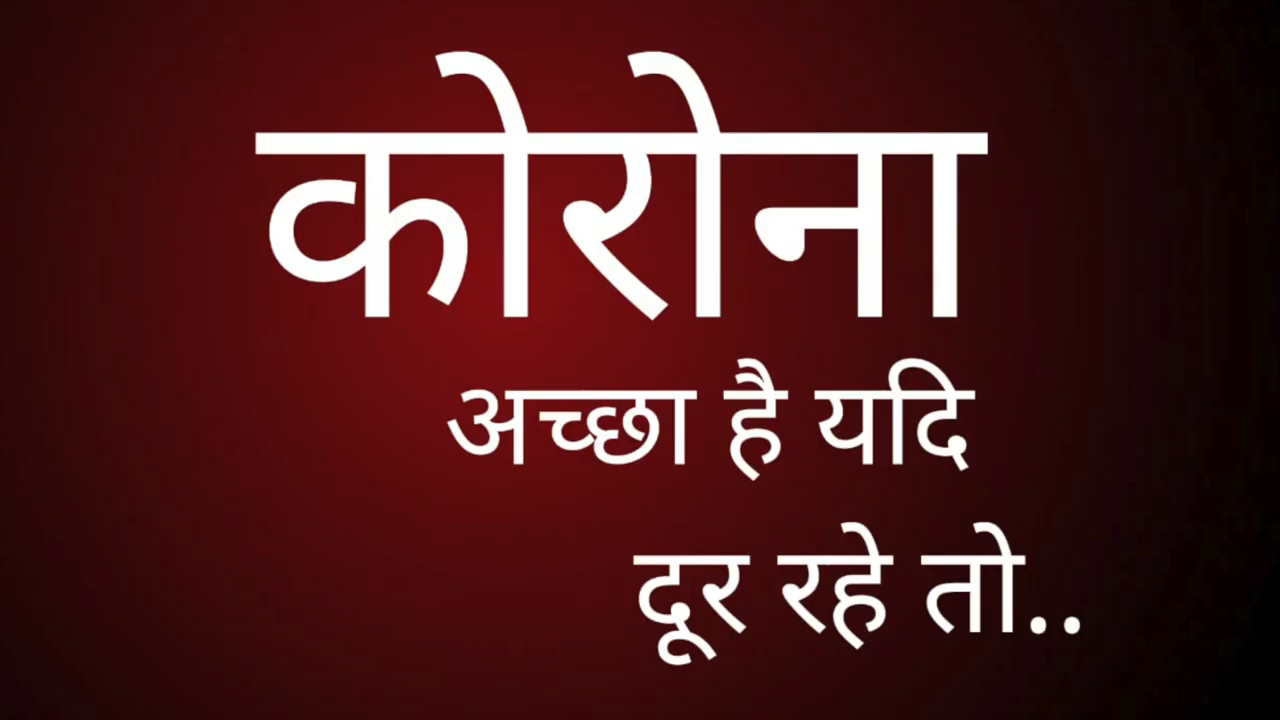 कोरोना
अच्छा है यदि
दूर रहे तो..